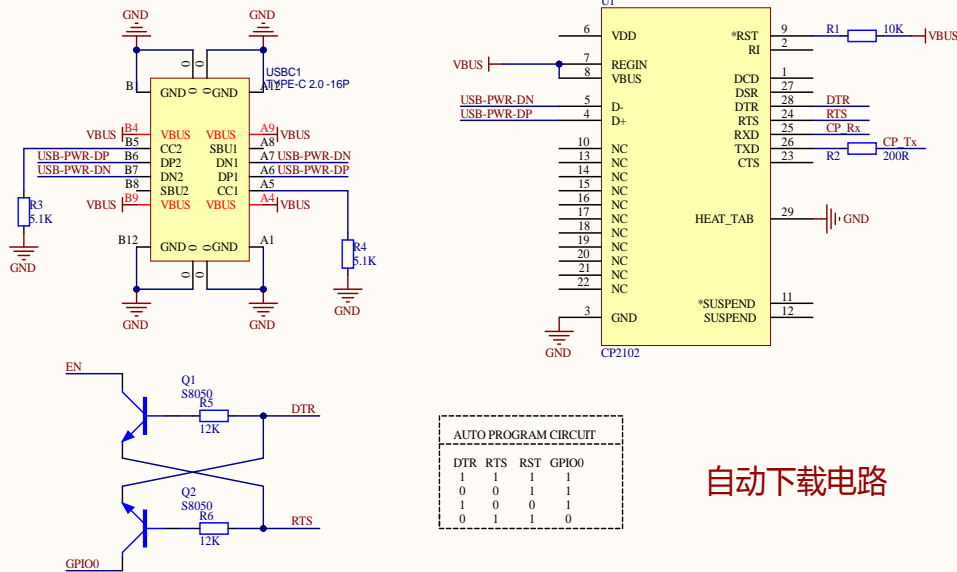 GND
GND
USBC1
TYPE-C 2.0 -16P
B1
GND
0
0
GND
A12
VBUS
B4
VBUS
VBUS
A9
VBUS
B5
CC2
SBU1
A8
USB-PWR-DP
B6
DP2
DN1
A7
USB-PWR-DN
USB-PWR-DN
B7
DN2
DP1
A6
USB-PWR-DP
B8
SBU2
CC1
A5
VBUS
B9
VBUS
VBUS
A4
VBUS
R3
5.1K
GND
B12
GND
0
0
GND
A1
R4
5.1K
GND
0
0
GND
GND
U1
6
VDD
*RST
9
R1
10K
VBUS
RI
2
VBUS
7
REGIN
8
VBUS
DCD
1
DSR
27
USB-PWR-DN
5
D-
DTR
28
DTR
USB-PWR-DP
4
D+
RTS
24
RTS
RXD
25
CP_Rx
10
NC
TXD
26
R2
200R
CP_Tx
13
NC
CTS
23
14
NC
15
NC
16
NC
17
NC
HEAT_TAB
29
GND
18
NC
19
NC
20
NC
21
NC
22
NC
*SUSPEND
11
3
GND
SUSPEND
12
GND
CP2102
EN
Q1
S8050
R5
12K
DTR
Q2
S8050
R6
12K
RTS
GPIO0
AUTO PROGRAM CIRCUIT
DTR RTS RST GPIO0
1 1 1 1
0 0 1 1
1 0 0 1
0 1 1 0
自动下载电路